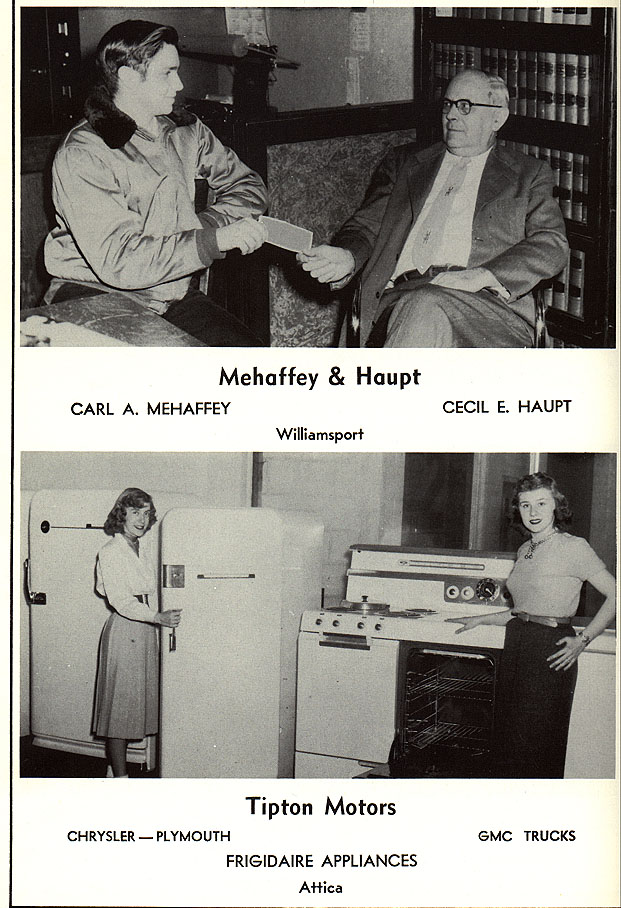 Mehaffey & Haupt
CARL A. MEHAFFEY CECIL E. HAUPT
Williamsport
Tipton Motors
CHRYSLER—PLYMOUTH GMC TRUCKS
FRIGIDAIRE APPLIANCES
Attica